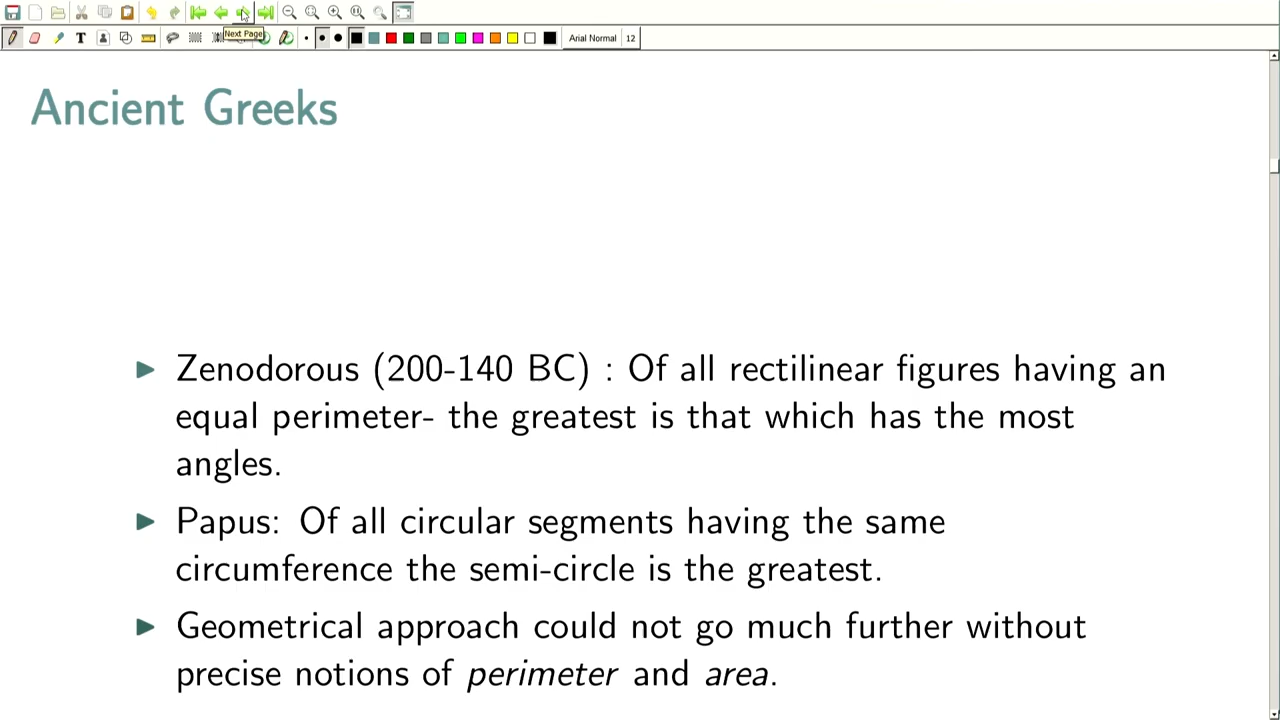 Next Page
T
Arial Normal 12
Ancient Greeks
Zenodorous (200-140 BC) : Of all rectilinear figures having an
equal perimeter- the greatest is that which has the most
angles.
Papus: Of all circular segments having the same
circumference the semi-circle is the greatest.
Geometrical approach could not go much further without
precise notions of perimeter and area.